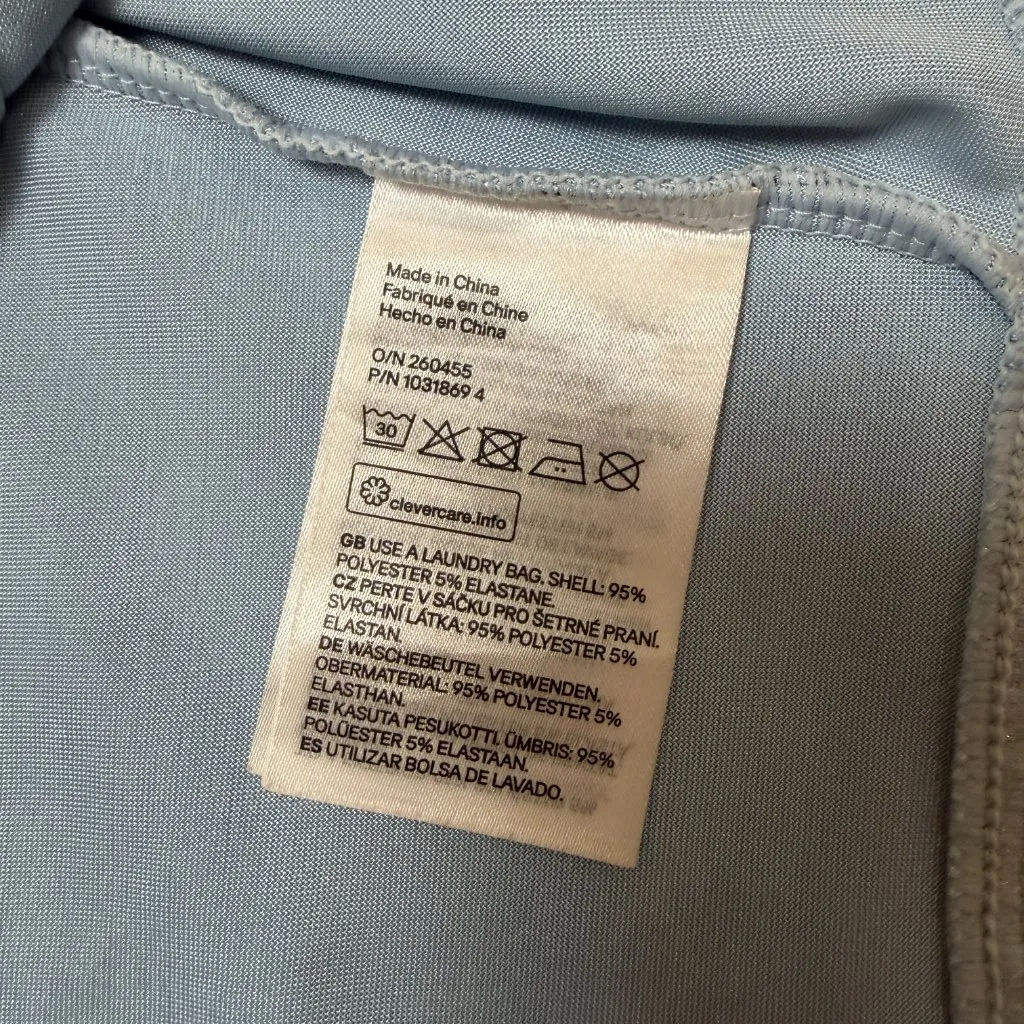 Made in China
Fabriqué en Chine
Hecho en China
O/N 260455
P/N 1031869 4
30
clevercare.info
GB USE A LAUNDRY BAG. SHELL: 95%
POLYESTER 5% ELASTANE.
CZ PERTE V SÁČKU PRO ŠETRNÉ PRANÍ.
SVRCHNÍ LÁTKA: 95% POLYESTER 5%
ELASTAN.
DE WÄSCHEBEUTEL VERWENDEN.
OBERMATERIAL: 95% POLYESTER 5%
ELASTHAN.
EE KASUTA PESUKOTTI. ÜMBRIS: 95%
POLÜESTER 5% ELASTAAN.
ES UTILIZAR BOLSA DE LAVADO.